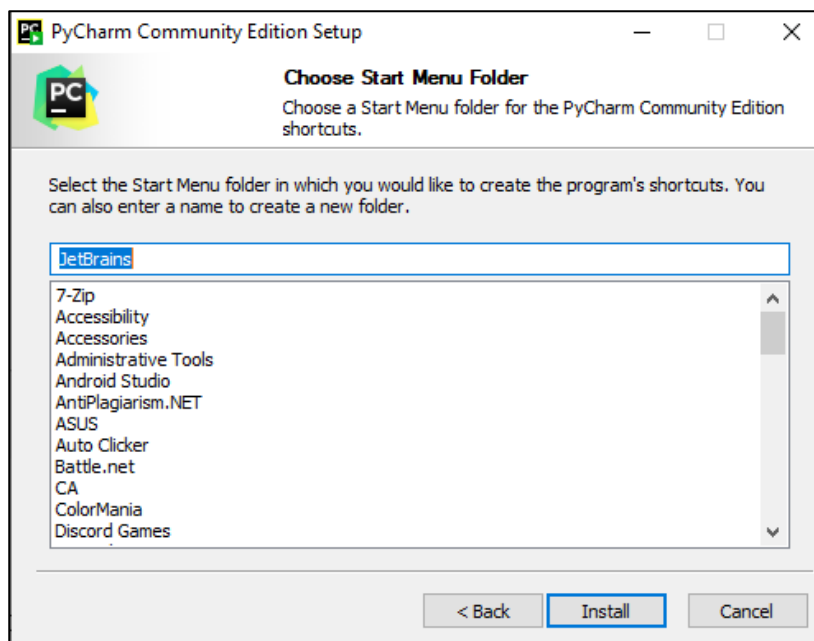 PyCharm Community Edition Setup
PC
Choose Start Menu Folder
Choose a Start Menu folder for the PyCharm Community Edition
shortcuts.
Select the Start Menu folder in which you would like to create the program's shortcuts. You
can also enter a name to create a new folder.
JetBrains
7-Zip
Accessibility
Accessories
Administrative Tools
Android Studio
AntiPlagiarism.NET
ASUS
Auto Clicker
Battle.net
CA
ColorMania
Discord Games
< Back
Install
Cancel